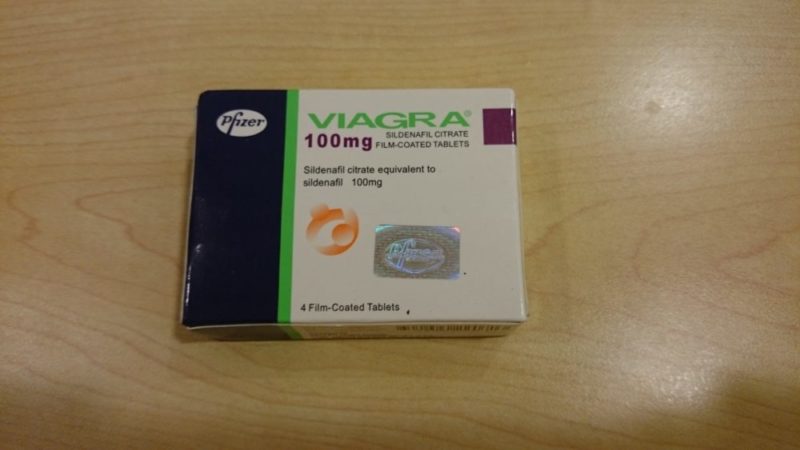 Pfizer
VIAGRA®
100mg SILDENAFIL CITRATE
FILM-COATED TABLETS
Sildenafil citrate equivalent to
sildenafil 100mg
Pfizer
4 Film-Coated Tablets